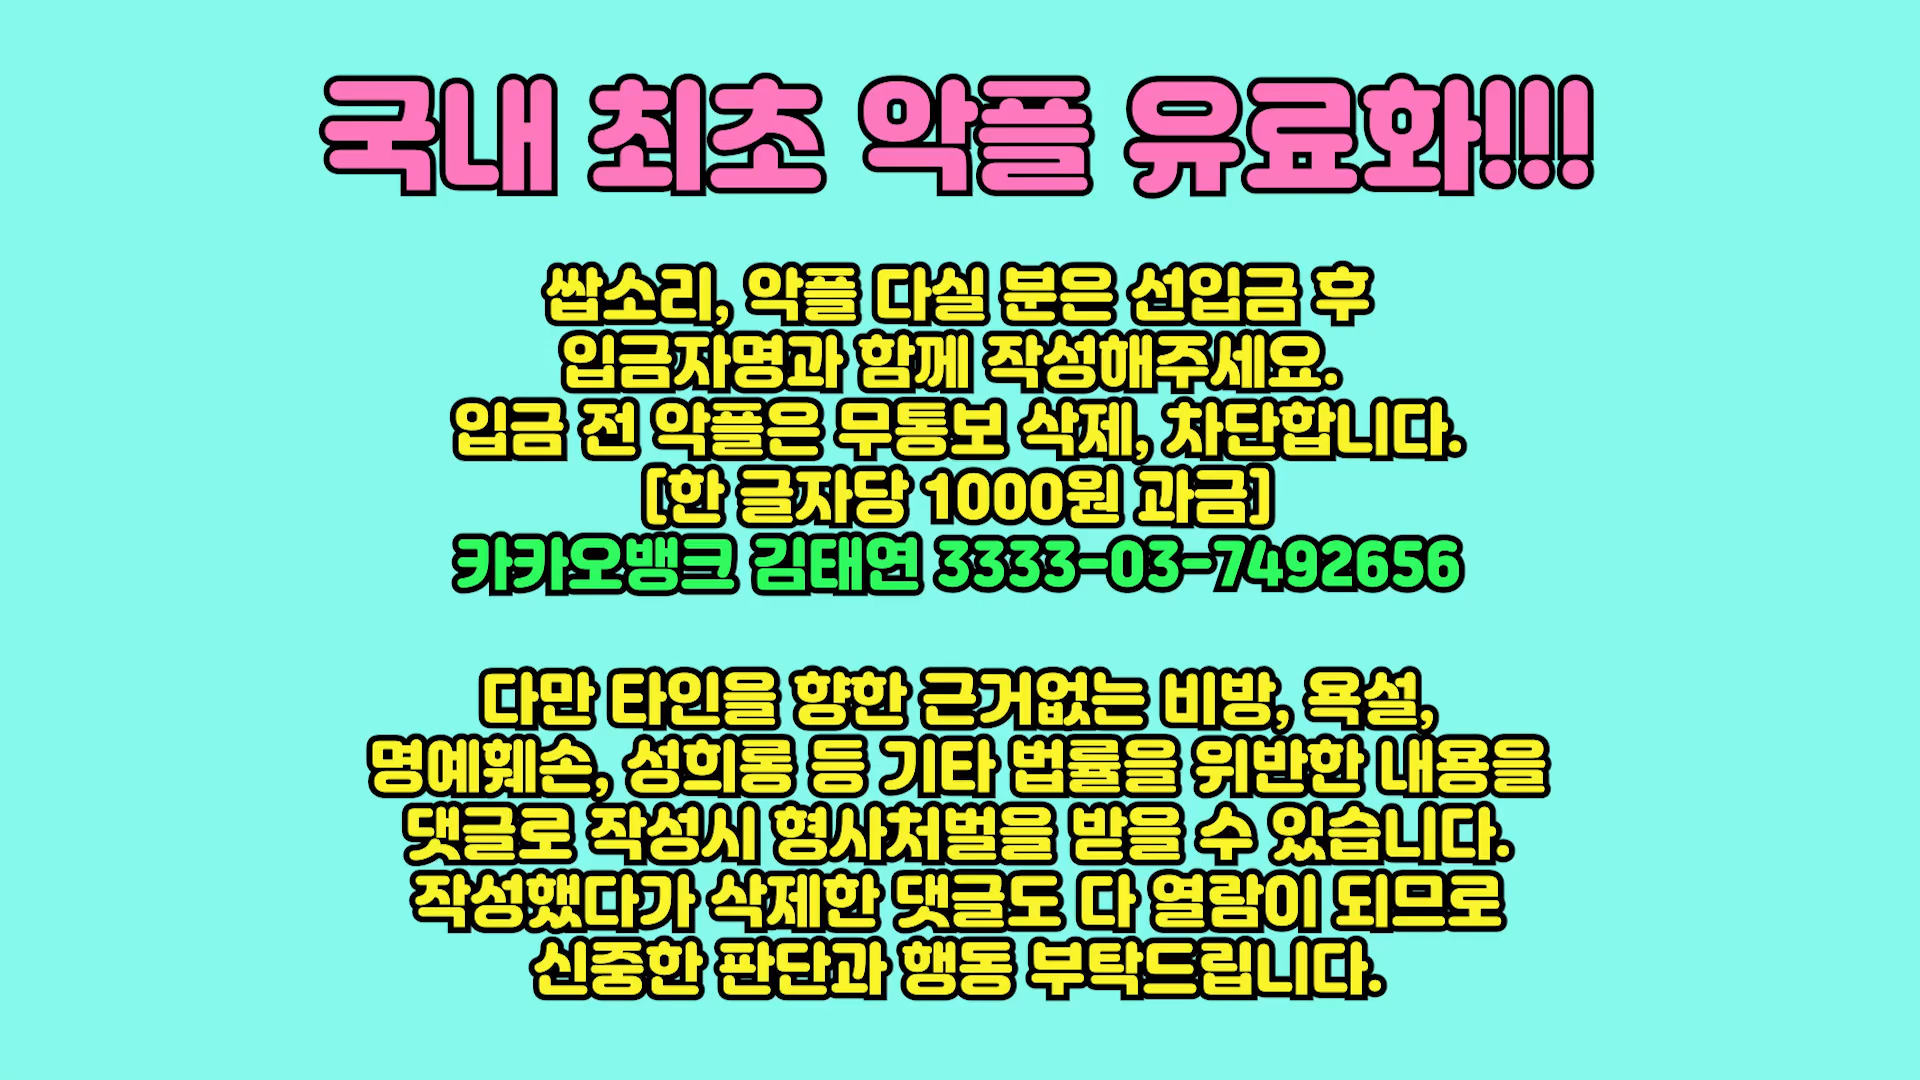 국내 최초 악플 유료화!!!
쌉소리, 악플 다실 분은 선입금 후
입금자명과 함께 작성해주세요.
입금 전 악플은 무통보 삭제, 차단합니다.
[한 글자당 1000원 과금]
카카오뱅크 김태연 3333-03-7492656
다만 타인을 향한 근거없는 비방, 욕설,
명예훼손, 성희롱 등 기타 법률을 위반한 내용을
댓글로 작성시 형사처벌을 받을 수 있습니다.
작성했다가 삭제한 댓글도 다 열람이 되므로
신중한 판단과 행동 부탁드립니다.